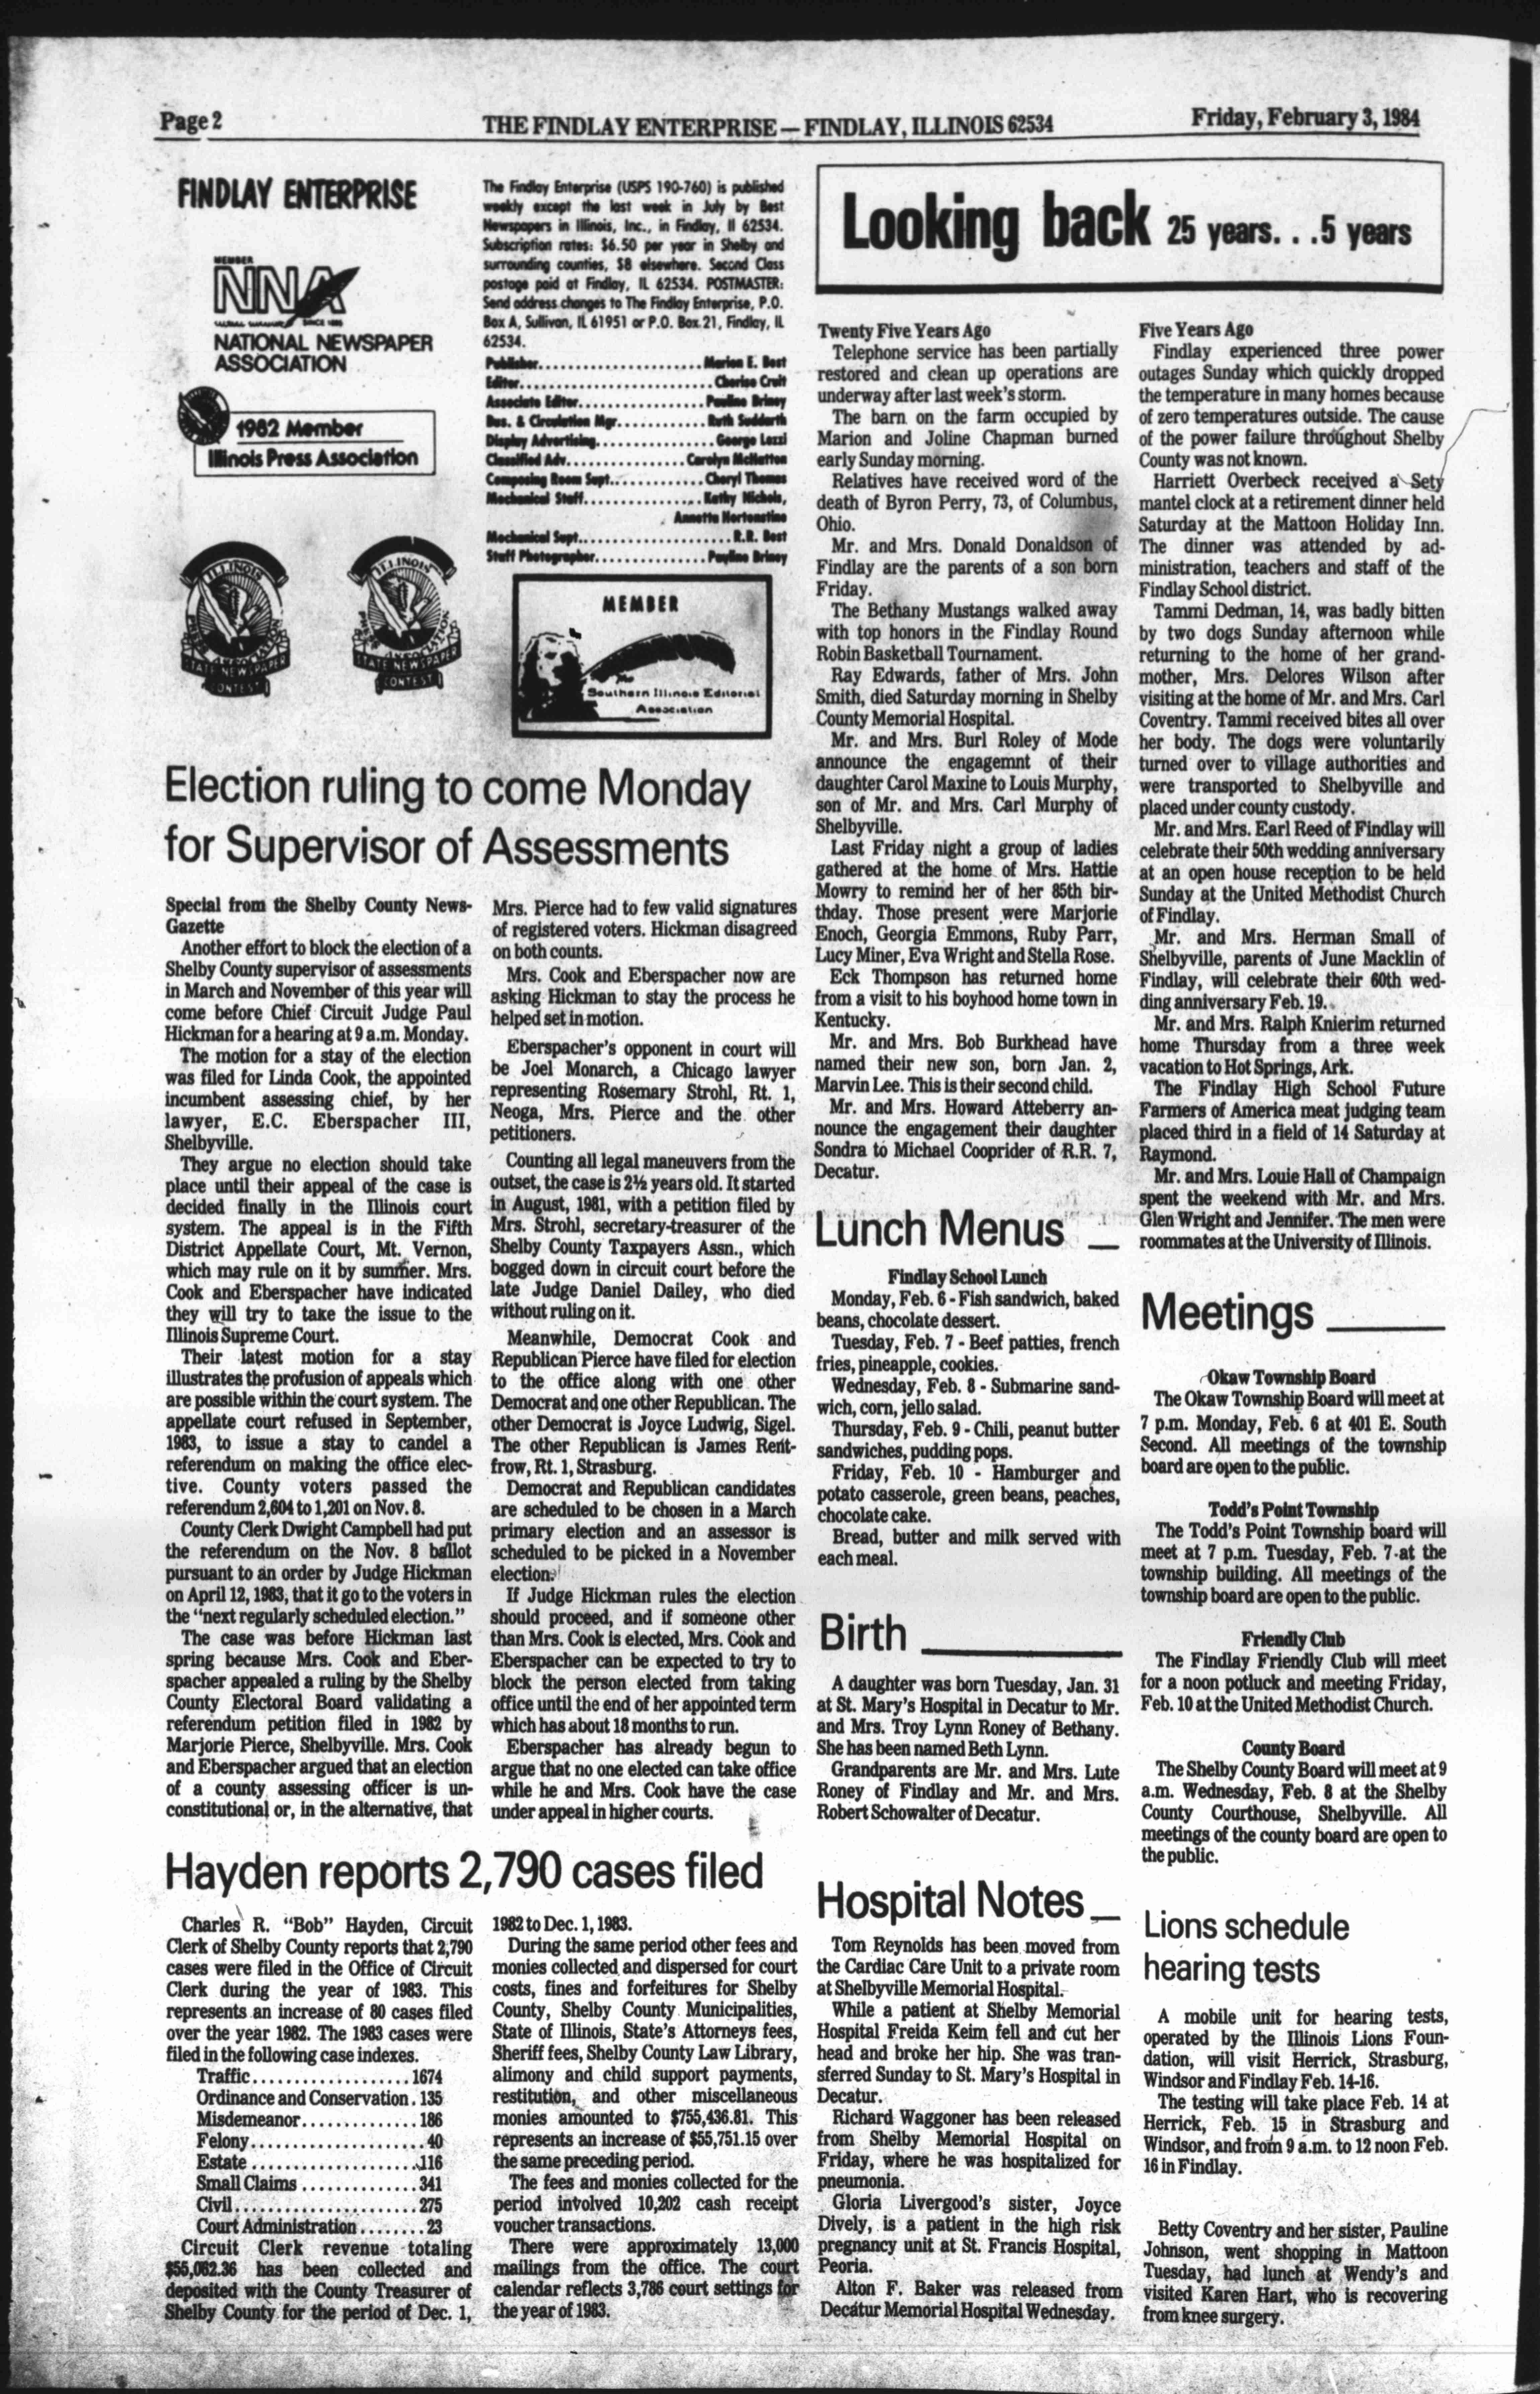 Page 2
THE FINDLAY ENTERPRISE — FINDLAY, ILLINOIS 62534
Friday, February 3, 1984
FINDLAY ENTERPRISE
MEMBER
NNA
SINCE 1885
NATIONAL NEWSPAPER
ASSOCIATION
1982 Member
Illinois Press Association
ILLINOIS
PRESS ASSOCIATION
STATE NEWSPAPER
CONTEST
ILLINOIS
PRESS ASSOCIATION
STATE NEWSPAPER
CONTEST
The Findlay Enterprise (USPS 190-760) is published
weekly except the last week in July by Best
Newspapers in Illinois, Inc., in Findlay, Il 62534.
Subscription rates: $6.50 per year in Shelby and
surrounding counties, $8 elsewhere. Second Class
postage paid at Findlay, IL 62534. POSTMASTER:
Send address changes to The Findlay Enterprise, P.O.
Box A, Sullivan, IL 61951 or P.O. Box 21, Findlay, IL
62534.
Publisher......................Marion E. Best
Editor..........................Cherise Cruit
Associate Editor.................Pauline Briney
Bus. & Circulation Mgr............Ruth Suddarth
Display Advertising................George Lozzi
Classified Adv................Carolyn McHatton
Composing Room Supt.............Cheryl Thomas
Mechanical Staff................Kathy Nichols,
Annette Hortenstine
Mechanical Supt.....................R.R. Best
Staff Photographer...............Pauline Briney
MEMBER
Southern Illinois Editorial
Association
Election ruling to come Monday
for Supervisor of Assessments
Special from the Shelby County News-
Gazette
Another effort to block the election of a
Shelby County supervisor of assessments
in March and November of this year will
come before Chief Circuit Judge Paul
Hickman for a hearing at 9 a.m. Monday.
The motion for a stay of the election
was filed for Linda Cook, the appointed
incumbent assessing chief, by her
lawyer, E.C. Eberspacher III,
Shelbyville.
They argue no election should take
place until their appeal of the case is
decided finally in the Illinois court
system. The appeal is in the Fifth
District Appellate Court, Mt. Vernon,
which may rule on it by summer. Mrs.
Cook and Eberspacher have indicated
they will try to take the issue to the
Illinois Supreme Court.
Their latest motion for a stay
illustrates the profusion of appeals which
are possible within the court system. The
appellate court refused in September,
1983, to issue a stay to candel a
referendum on making the office elec-
tive. County voters passed the
referendum 2,604 to 1,201 on Nov. 8.
County Clerk Dwight Campbell had put
the referendum on the Nov. 8 ballot
pursuant to an order by Judge Hickman
on April 12, 1983, that it go to the voters in
the "next regularly scheduled election."
The case was before Hickman last
spring because Mrs. Cook and Eber-
spacher appealed a ruling by the Shelby
County Electoral Board validating a
referendum petition filed in 1982 by
Marjorie Pierce, Shelbyville. Mrs. Cook
and Eberspacher argued that an election
of a county assessing officer is un-
constitutional or, in the alternative, that
Mrs. Pierce had to few valid signatures
of registered voters. Hickman disagreed
on both counts.
Mrs. Cook and Eberspacher now are
asking Hickman to stay the process he
helped set in motion.
Eberspacher's opponent in court will
be Joel Monarch, a Chicago lawyer
representing Rosemary Strohl, Rt. 1,
Neoga, Mrs. Pierce and the other
petitioners.
Counting all legal maneuvers from the
outset, the case is 2½ years old. It started
in August, 1981, with a petition filed by
Mrs. Strohl, secretary-treasurer of the
Shelby County Taxpayers Assn., which
bogged down in circuit court before the
late Judge Daniel Dailey, who died
without ruling on it.
Meanwhile, Democrat Cook and
Republican Pierce have filed for election
to the office along with one other
Democrat and one other Republican. The
other Democrat is Joyce Ludwig, Sigel.
The other Republican is James Rent-
frow, Rt. 1, Strasburg.
Democrat and Republican candidates
are scheduled to be chosen in a March
primary election and an assessor is
scheduled to be picked in a November
election.
If Judge Hickman rules the election
should proceed, and if someone other
than Mrs. Cook is elected, Mrs. Cook and
Eberspacher can be expected to try to
block the person elected from taking
office until the end of her appointed term
which has about 18 months to run.
Eberspacher has already begun to
argue that no one elected can take office
while he and Mrs. Cook have the case
under appeal in higher courts.
Hayden reports 2,790 cases filed
Charles R. "Bob" Hayden, Circuit
Clerk of Shelby County reports that 2,790
cases were filed in the Office of Circuit
Clerk during the year of 1983. This
represents an increase of 80 cases filed
over the year 1982. The 1983 cases were
filed in the following case indexes.
Traffic..................1674
Ordinance and Conservation . 135
Misdemeanor.............186
Felony....................40
Estate ...................116
Small Claims .............341
Civil.....................275
Court Administration ........23
Circuit Clerk revenue totaling
$55,082.36 has been collected and
deposited with the County Treasurer of
Shelby County for the period of Dec. 1,
1982 to Dec. 1, 1983.
During the same period other fees and
monies collected and dispersed for court
costs, fines and forfeitures for Shelby
County, Shelby County Municipalities,
State of Illinois, State's Attorneys fees,
Sheriff fees, Shelby County Law Library,
alimony and child support payments,
restitution, and other miscellaneous
monies amounted to $755,436.81. This
represents an increase of $55,751.15 over
the same preceding period.
The fees and monies collected for the
period involved 10,202 cash receipt
voucher transactions.
There were approximately 13,000
mailings from the office. The court
calendar reflects 3,786 court settings for
the year of 1983.
Looking back 25 years. . .5 years
Twenty Five Years Ago
Telephone service has been partially
restored and clean up operations are
underway after last week's storm.
The barn on the farm occupied by
Marion and Joline Chapman burned
early Sunday morning.
Relatives have received word of the
death of Byron Perry, 73, of Columbus,
Ohio.
Mr. and Mrs. Donald Donaldson of
Findlay are the parents of a son born
Friday.
The Bethany Mustangs walked away
with top honors in the Findlay Round
Robin Basketball Tournament.
Ray Edwards, father of Mrs. John
Smith, died Saturday morning in Shelby
County Memorial Hospital.
Mr. and Mrs. Burl Roley of Mode
announce the engagemnt of their
daughter Carol Maxine to Louis Murphy,
son of Mr. and Mrs. Carl Murphy of
Shelbyville.
Last Friday night a group of ladies
gathered at the home of Mrs. Hattie
Mowry to remind her of her 85th bir-
thday. Those present were Marjorie
Enoch, Georgia Emmons, Ruby Parr,
Lucy Miner, Eva Wright and Stella Rose.
Eck Thompson has returned home
from a visit to his boyhood home town in
Kentucky.
Mr. and Mrs. Bob Burkhead have
named their new son, born Jan. 2,
Marvin Lee. This is their second child.
Mr. and Mrs. Howard Atteberry an-
nounce the engagement their daughter
Sondra to Michael Cooprider of R.R. 7,
Decatur.
Lunch Menus
Findlay School Lunch
Monday, Feb. 6 - Fish sandwich, baked
beans, chocolate dessert.
Tuesday, Feb. 7 - Beef patties, french
fries, pineapple, cookies.
Wednesday, Feb. 8 - Submarine sand-
wich, corn, jello salad.
Thursday, Feb. 9 - Chili, peanut butter
sandwiches, pudding pops.
Friday, Feb. 10 - Hamburger and
potato casserole, green beans, peaches,
chocolate cake.
Bread, butter and milk served with
each meal.
Birth
A daughter was born Tuesday, Jan. 31
at St. Mary's Hospital in Decatur to Mr.
and Mrs. Troy Lynn Roney of Bethany.
She has been named Beth Lynn.
Grandparents are Mr. and Mrs. Lute
Roney of Findlay and Mr. and Mrs.
Robert Schowalter of Decatur.
Hospital Notes
Tom Reynolds has been moved from
the Cardiac Care Unit to a private room
at Shelbyville Memorial Hospital.
While a patient at Shelby Memorial
Hospital Freida Keim fell and cut her
head and broke her hip. She was tran-
sferred Sunday to St. Mary's Hospital in
Decatur.
Richard Waggoner has been released
from Shelby Memorial Hospital on
Friday, where he was hospitalized for
pneumonia.
Gloria Livergood's sister, Joyce
Dively, is a patient in the high risk
pregnancy unit at St. Francis Hospital,
Peoria.
Alton F. Baker was released from
Decatur Memorial Hospital Wednesday.
Five Years Ago
Findlay experienced three power
outages Sunday which quickly dropped
the temperature in many homes because
of zero temperatures outside. The cause
of the power failure throughout Shelby
County was not known.
Harriett Overbeck received a Sety
mantel clock at a retirement dinner held
Saturday at the Mattoon Holiday Inn.
The dinner was attended by ad-
ministration, teachers and staff of the
Findlay School district.
Tammi Dedman, 14, was badly bitten
by two dogs Sunday afternoon while
returning to the home of her grand-
mother, Mrs. Delores Wilson after
visiting at the home of Mr. and Mrs. Carl
Coventry. Tammi received bites all over
her body. The dogs were voluntarily
turned over to village authorities and
were transported to Shelbyville and
placed under county custody.
Mr. and Mrs. Earl Reed of Findlay will
celebrate their 50th wedding anniversary
at an open house reception to be held
Sunday at the United Methodist Church
of Findlay.
Mr. and Mrs. Herman Small of
Shelbyville, parents of June Macklin of
Findlay, will celebrate their 60th wed-
ding anniversary Feb. 19.
Mr. and Mrs. Ralph Knierim returned
home Thursday from a three week
vacation to Hot Springs, Ark.
The Findlay High School Future
Farmers of America meat judging team
placed third in a field of 14 Saturday at
Raymond.
Mr. and Mrs. Louie Hall of Champaign
spent the weekend with Mr. and Mrs.
Glen Wright and Jennifer. The men were
roommates at the University of Illinois.
Meetings
Okaw Township Board
The Okaw Township Board will meet at
7 p.m. Monday, Feb. 6 at 401 E. South
Second. All meetings of the township
board are open to the public.
Todd's Point Township
The Todd's Point Township board will
meet at 7 p.m. Tuesday, Feb. 7 at the
township building. All meetings of the
township board are open to the public.
Friendly Club
The Findlay Friendly Club will meet
for a noon potluck and meeting Friday,
Feb. 10 at the United Methodist Church.
County Board
The Shelby County Board will meet at 9
a.m. Wednesday, Feb. 8 at the Shelby
County Courthouse, Shelbyville. All
meetings of the county board are open to
the public.
Lions schedule
hearing tests
A mobile unit for hearing tests,
operated by the Illinois Lions Foun-
dation, will visit Herrick, Strasburg,
Windsor and Findlay Feb. 14-16.
The testing will take place Feb. 14 at
Herrick, Feb. 15 in Strasburg and
Windsor, and from 9 a.m. to 12 noon Feb.
16 in Findlay.
Betty Coventry and her sister, Pauline
Johnson, went shopping in Mattoon
Tuesday, had lunch at Wendy's and
visited Karen Hart, who is recovering
from knee surgery.